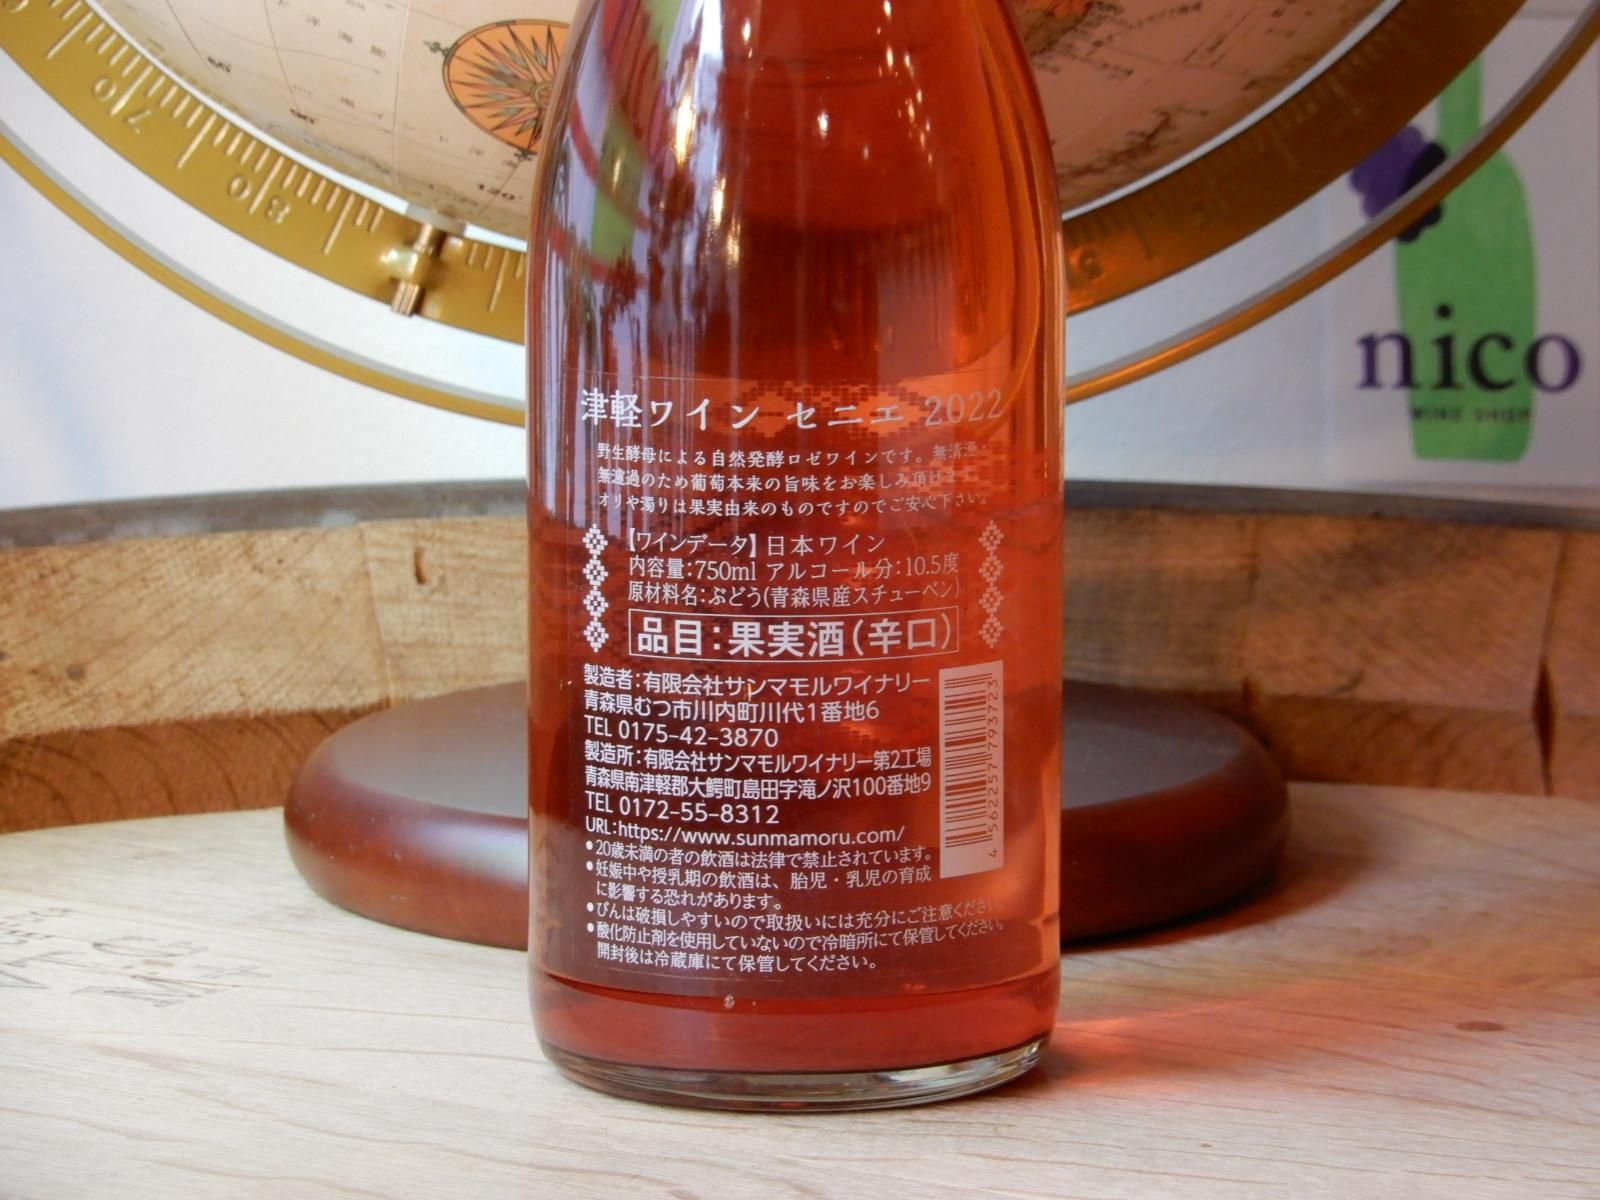 nico
WINE SHOP
津軽ワイン セニエ 2022
野生酵母による自然発酵ロゼワインです。無清澄・
無濾過のため葡萄本来の旨味をお楽しみ頂けます。
オリや濁りは果実由来のものですのでご安心下さい。
【ワインデータ】日本ワイン
内容量:750ml アルコール分:10.5度
原材料名:ぶどう(青森県産スチューベン)
品目:果実酒(辛口)
製造者:有限会社サンマモルワイナリー
青森県むつ市川内町川代1番地6
TEL 0175-42-3870
製造所:有限会社サンマモルワイナリー第2工場
青森県南津軽郡大鰐町島田字滝ノ沢100番地9
TEL 0172-55-8312
URL:https://www.sunmamoru.com/
●20歳未満の者の飲酒は法律で禁止されています。
●妊娠中や授乳期の飲酒は、胎児・乳児の育成
に影響する恐れがあります。
●びんは破損しやすいので取扱いには充分にご注意ください。
●酸化防止剤を使用していないので冷暗所にて保管してください。
開封後は冷蔵庫にて保管してください。
4 562257 793723